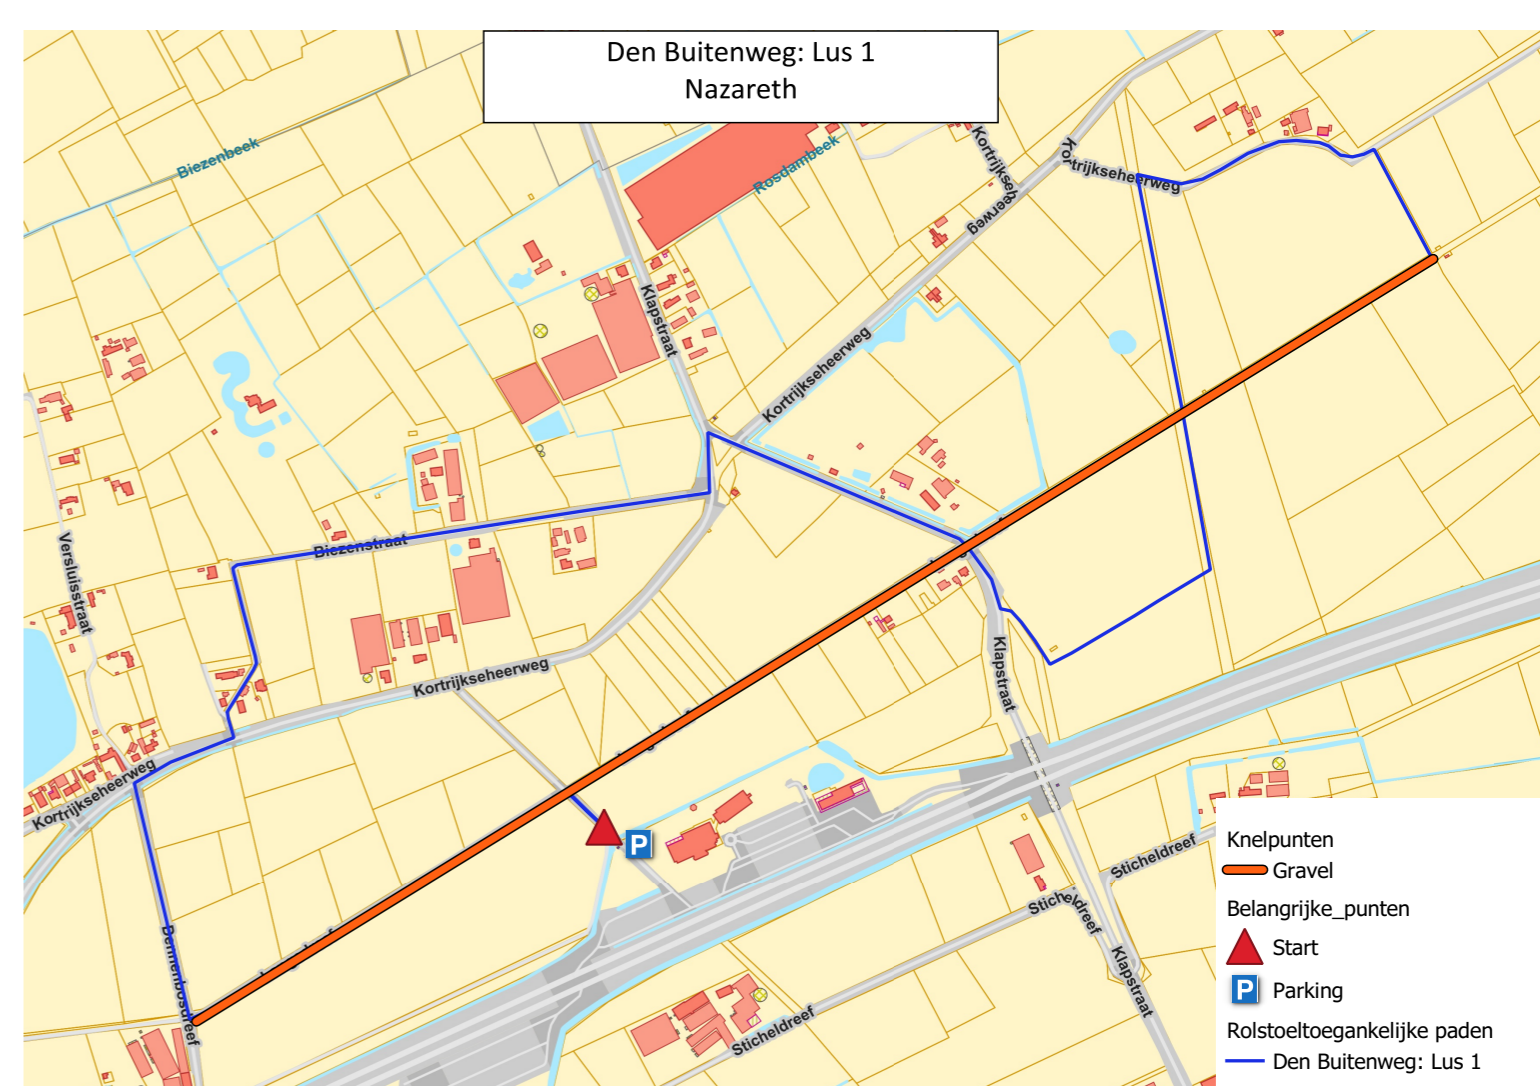 Den Buitenweg: Lus 1
Nazareth
Biezenbeek
Rosdambeek
Kortrijkseheerweg
Kortrijkseheerweg
Klapstraat
Kortrijkseheerweg
Biezenstraat
Versluisstraat
Kortrijkseheerweg
Klapstraat
Kortrijkseheerweg
P
Sticheldreef
Sticheldreef
Klapstraat
Sticheldreef
Knelpunten
Gravel
Belangrijke_punten
Start
P Parking
Rolstoeltoegankelijke paden
Den Buitenweg: Lus 1